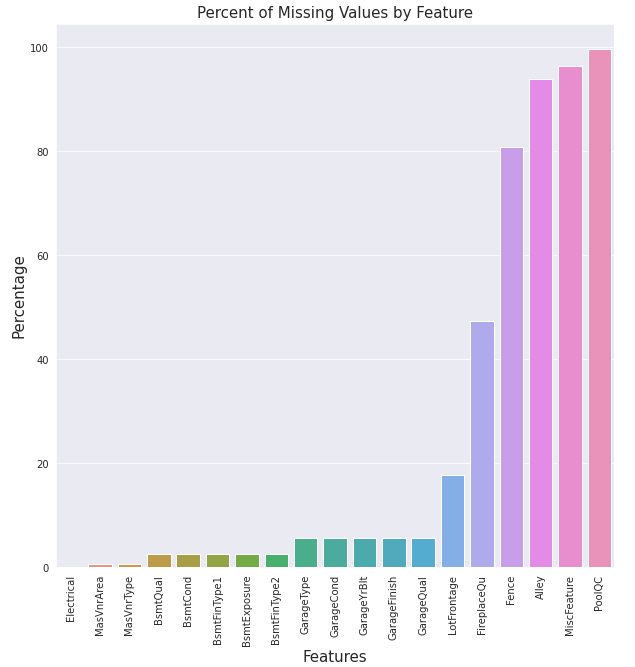 Percent of Missing Values by Feature
Percentage
100
80
60
40
20
0
Electrical
MasVnrArea
MasVnrType
BsmtQual
BsmtCond
BsmtFinType1
BsmtExposure
BsmtFinType2
GarageType
GarageCond
GarageYrBlt
GarageFinish
GarageQual
LotFrontage
FireplaceQu
Fence
Alley
MiscFeature
PoolQC
Features